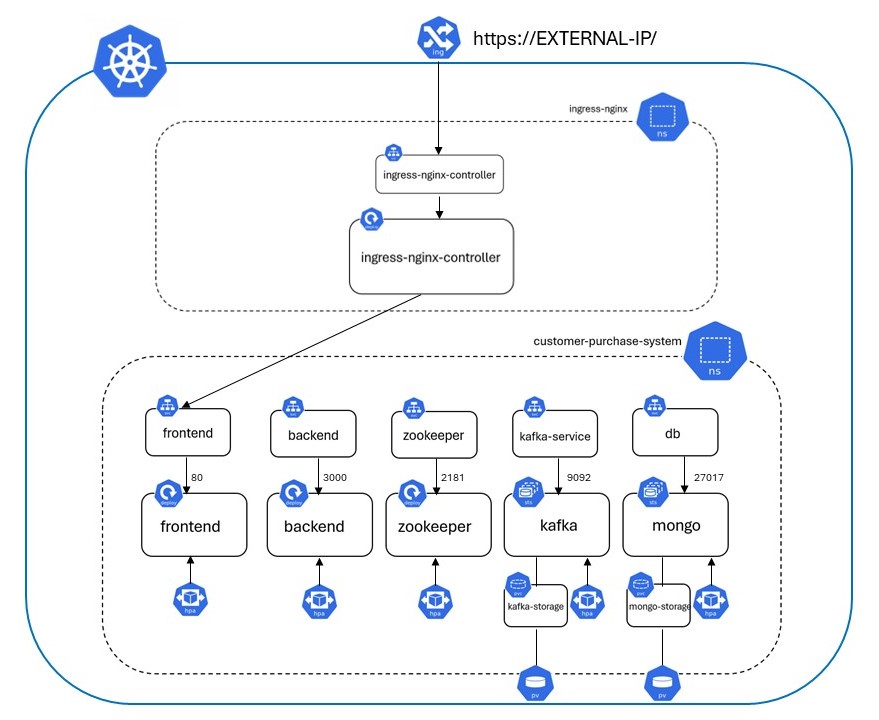 https://EXTERNAL-IP/
ing
ingress-nginx
ns
svc
ingress-nginx-controller
deploy
ingress-nginx-controller
customer-purchase-system
ns
svc
svc
svc
svc
svc
frontend
backend
zookeeper
kafka-service
db
80
3000
2181
9092
27017
deploy
deploy
deploy
sts
sts
frontend
backend
zookeeper
kafka
mongo
pvc
pvc
hpa
hpa
hpa
kafka-storage
hpa
mongo-storage
hpa
pv
pv